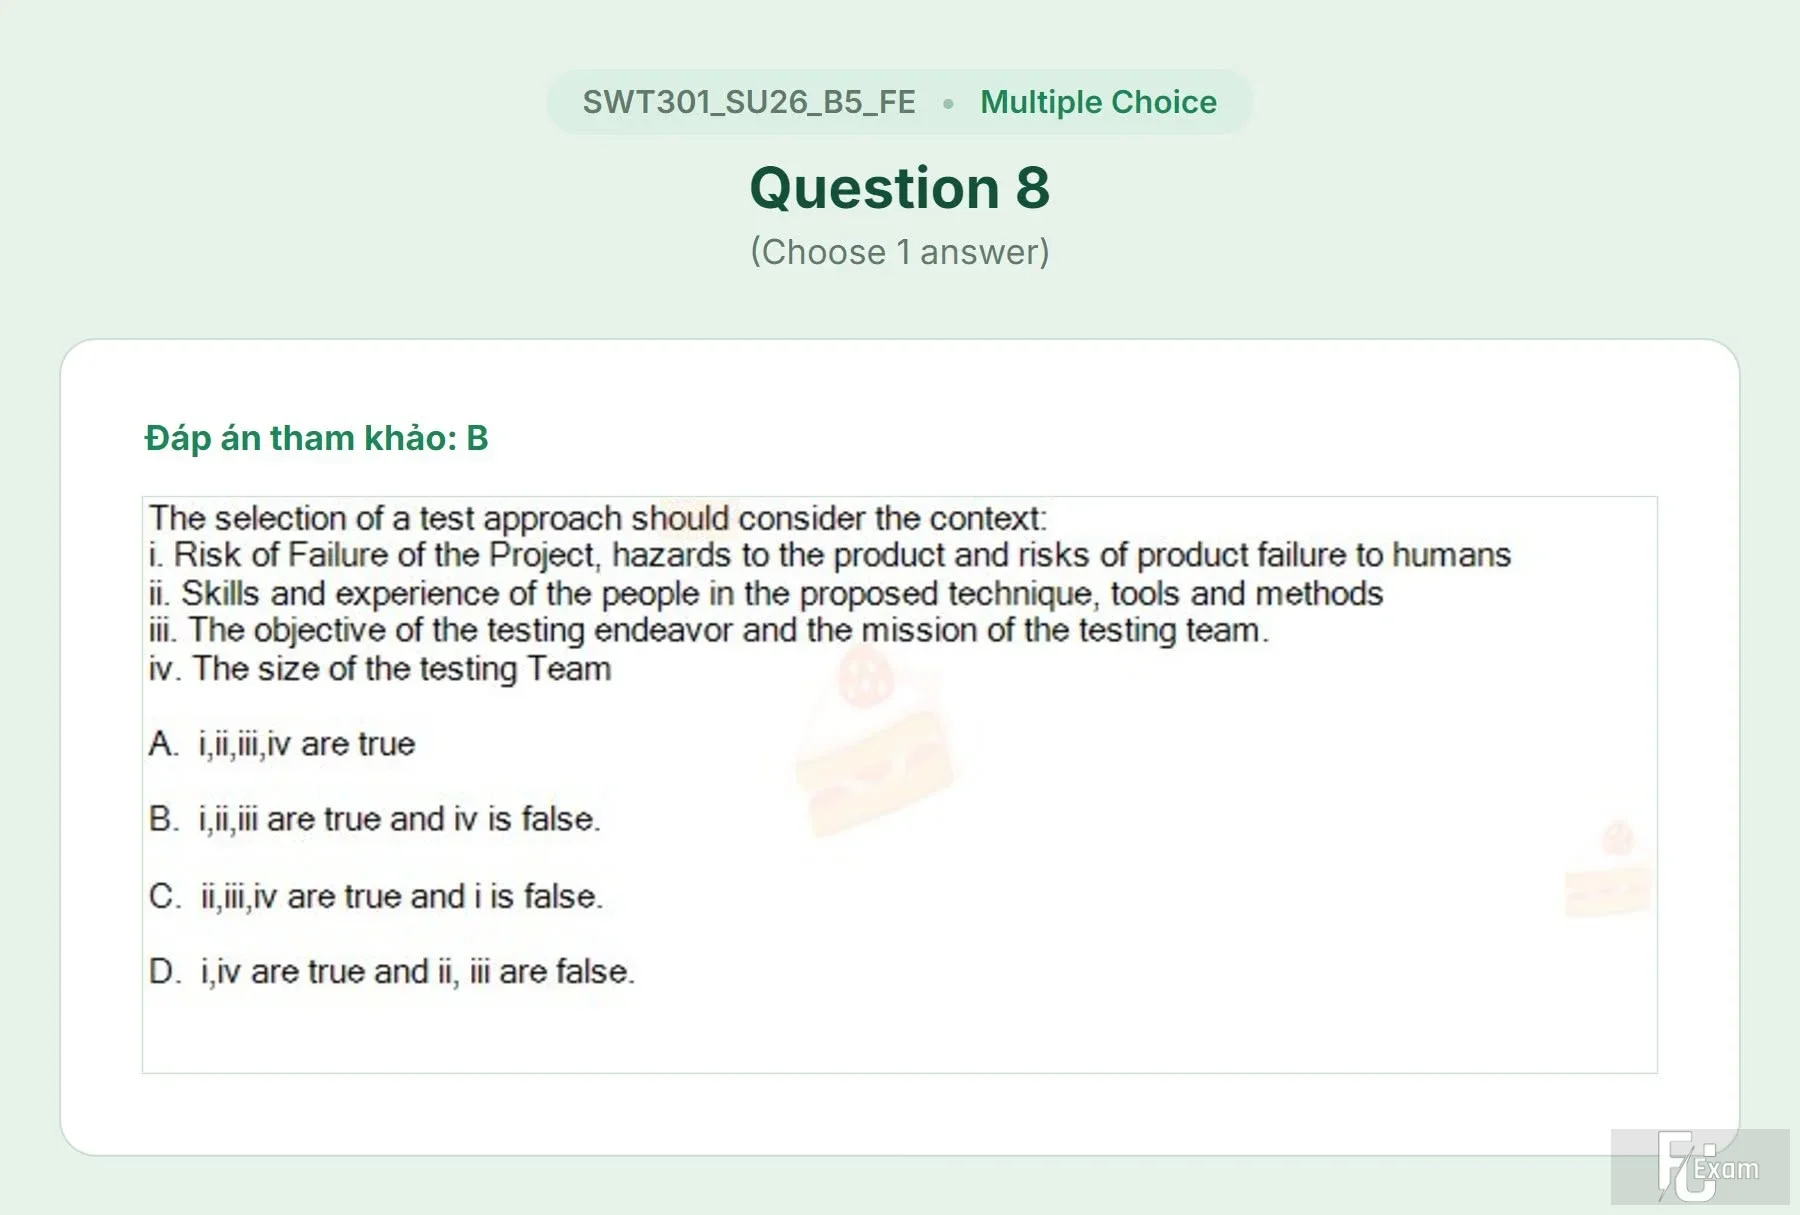 SWT301_SU26_B5_FE • Multiple Choice
Question 8
(Choose 1 answer)
Đáp án tham khảo: B
The selection of a test approach should consider the context:
i. Risk of Failure of the Project, hazards to the product and risks of product failure to humans
ii. Skills and experience of the people in the proposed technique, tools and methods
iii. The objective of the testing endeavor and the mission of the testing team.
iv. The size of the testing Team
A. i,ii,iii,iv are true
B. i,ii,iii are true and iv is false.
C. ii,iii,iv are true and i is false.
D. i,iv are true and ii, iii are false.
FU Exam